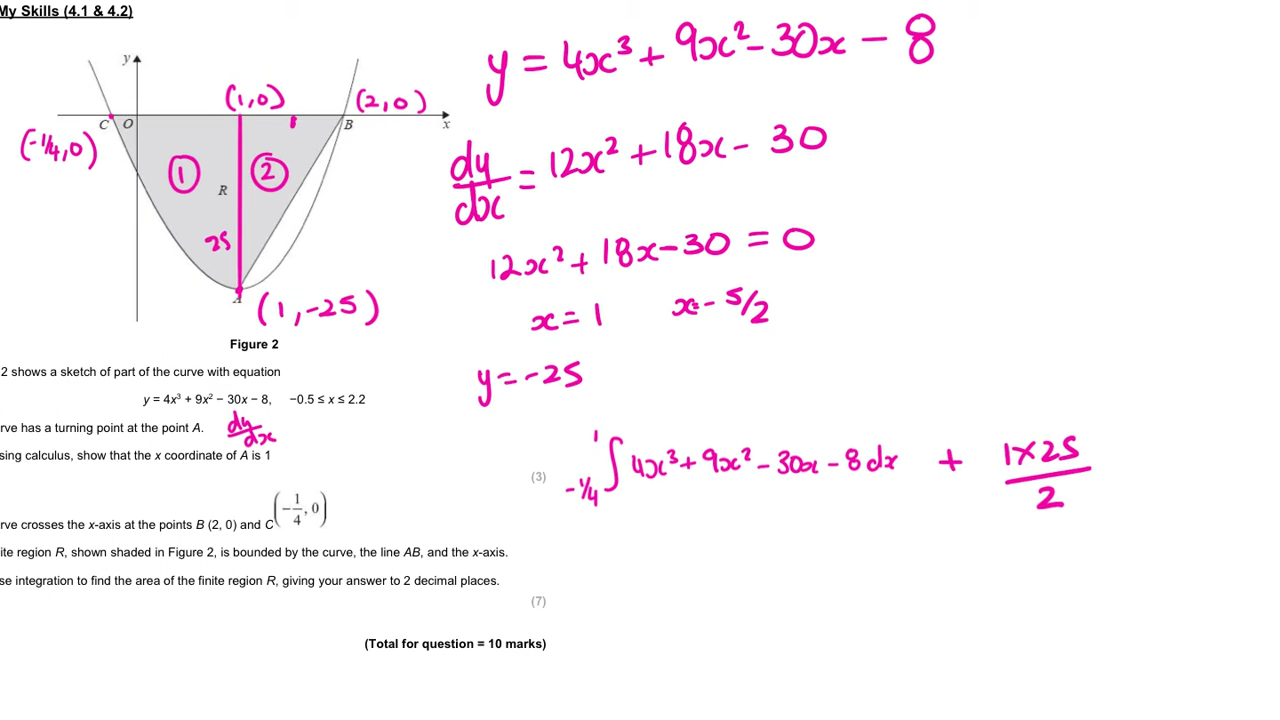 My Skills (4.1 & 4.2)
y = 4x³ + 9x² - 30x - 8
y
(1,0)
(2,0)
C
O
B
x
(-1/4,0)
①
②
R
25
A
(1,-25)
dy/dx = 12x² + 18x - 30
12x² + 18x - 30 = 0
x = 1 x = - 5/2
y = -25
Figure 2
2 shows a sketch of part of the curve with equation
y = 4x³ + 9x² − 30x − 8, −0.5 ≤ x ≤ 2.2
rve has a turning point at the point A.
dy/dx
sing calculus, show that the x coordinate of A is 1
(3)
rve crosses the x-axis at the points B (2, 0) and C (−1/4, 0)
ite region R, shown shaded in Figure 2, is bounded by the curve, the line AB, and the x-axis.
se integration to find the area of the finite region R, giving your answer to 2 decimal places.
(7)
(Total for question = 10 marks)
1
∫ 4x³ + 9x² - 30x - 8 dx + 1×25/2
-1/4